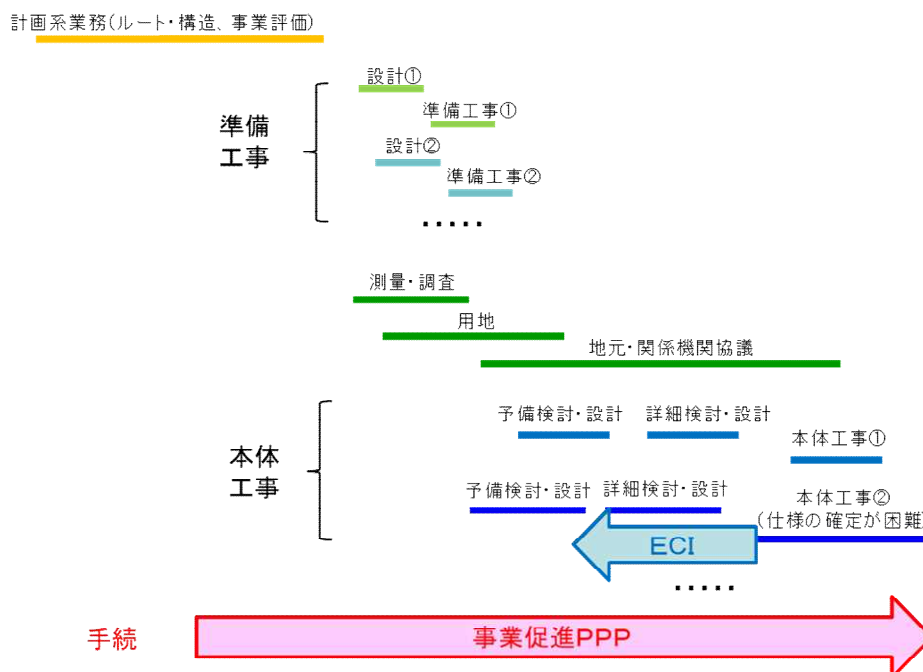 計画系業務(ルート・構造、事業評価)
設計①
準備工事①
準備
工事
設計②
準備工事②
・・・・・
測量・調査
用地
地元・関係機関協議
予備検討・設計 詳細検討・設計
本体工事①
本体
工事
予備検討・設計 詳細検討・設計
本体工事②
(仕様の確定が困難)
ECI
・・・・・
手続 事業促進PPP